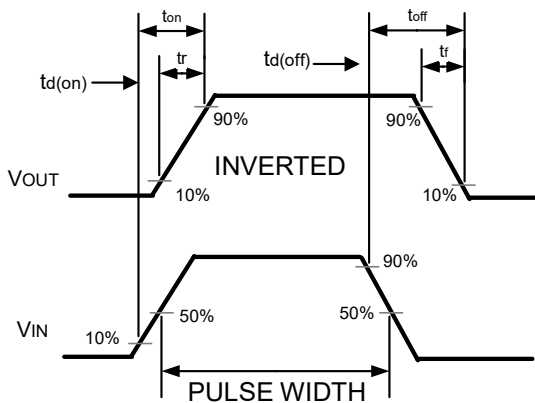 ton
toff
tr
td(off)
tf
td(on)
90%
90%
INVERTED
VOUT
10%
10%
90%
50%
50%
VIN
10%
PULSE WIDTH